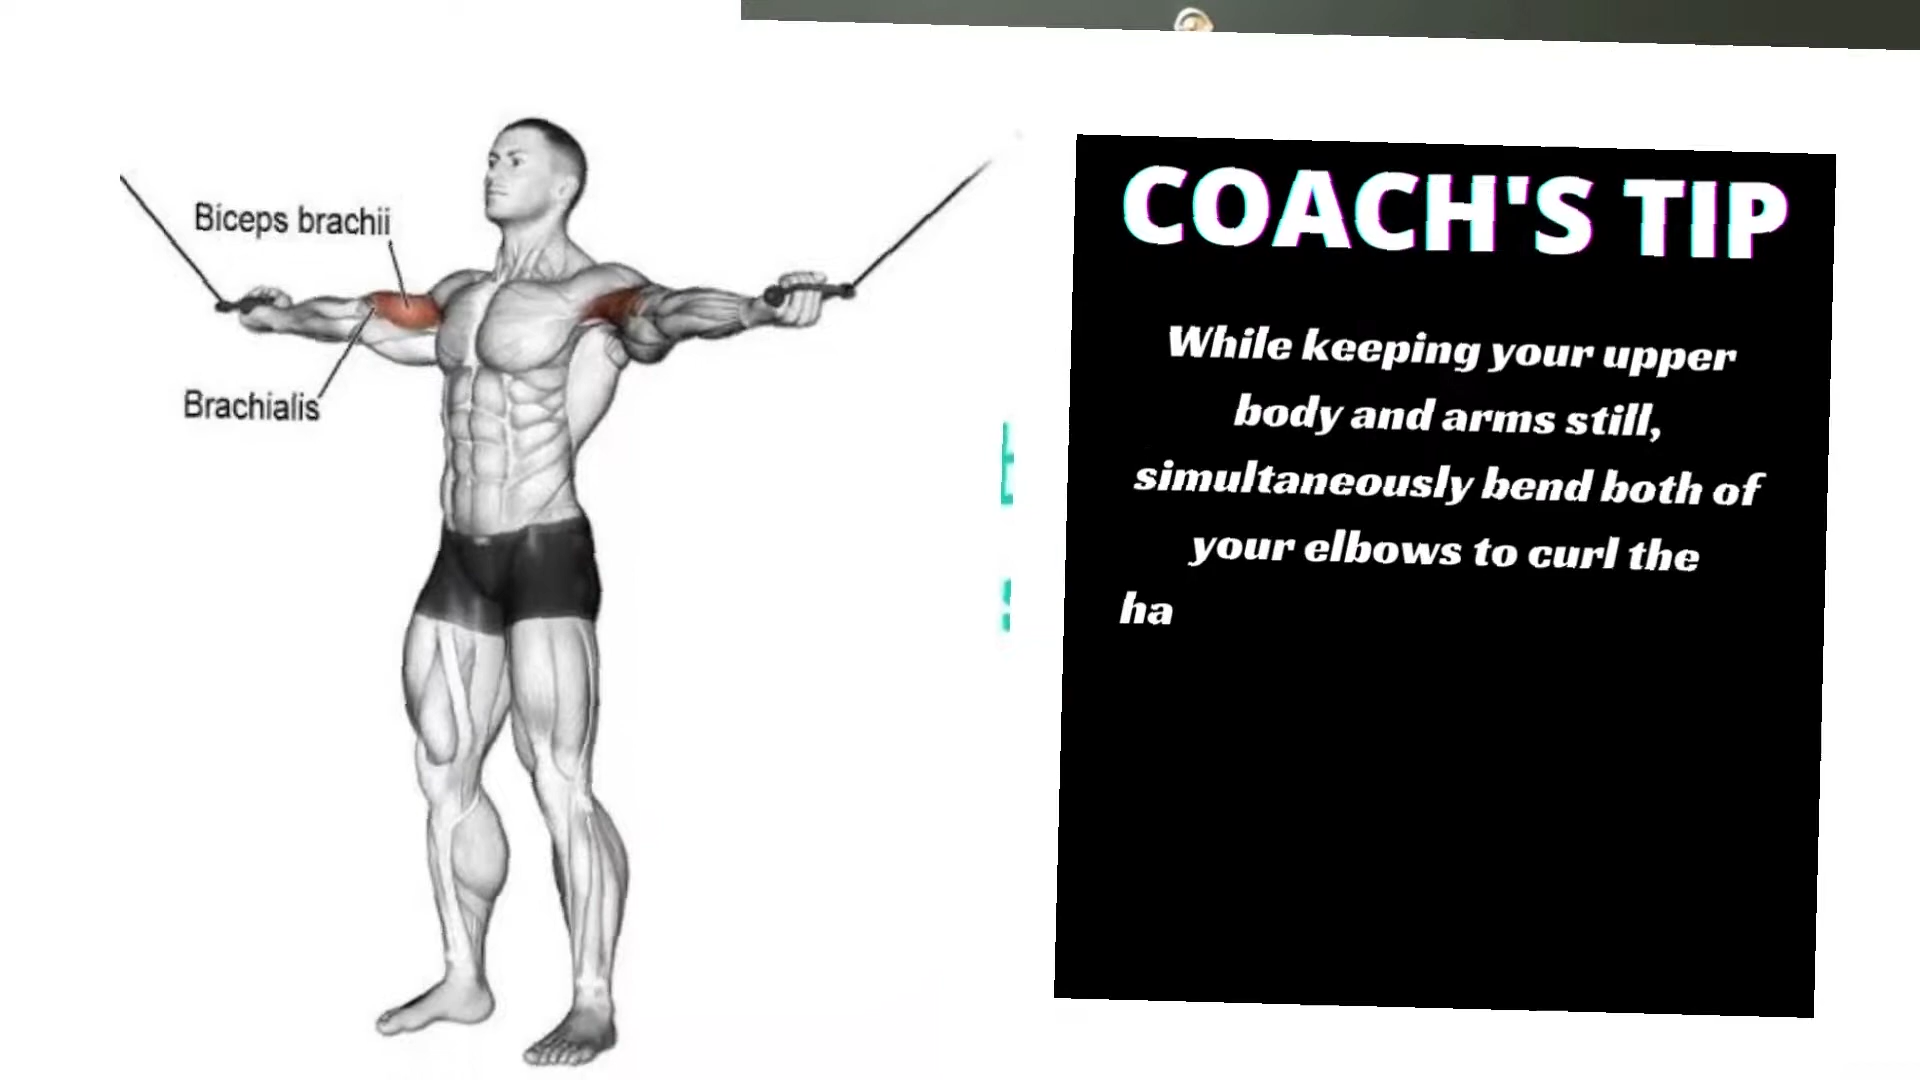 Biceps brachii
Brachialis
COACH'S TIP
While keeping your upper
body and arms still,
simultaneously bend both of
your elbows to curl the
ha